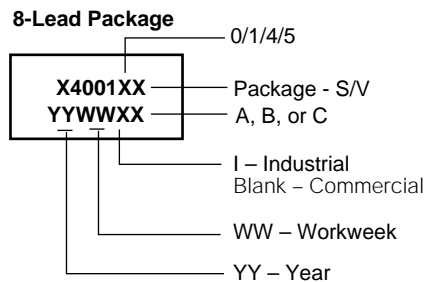 8-Lead Package
0/1/4/5
X4001XX
Package - S/V
YYWWXX
A, B, or C
I – Industrial
Blank – Commercial
WW – Workweek
YY – Year